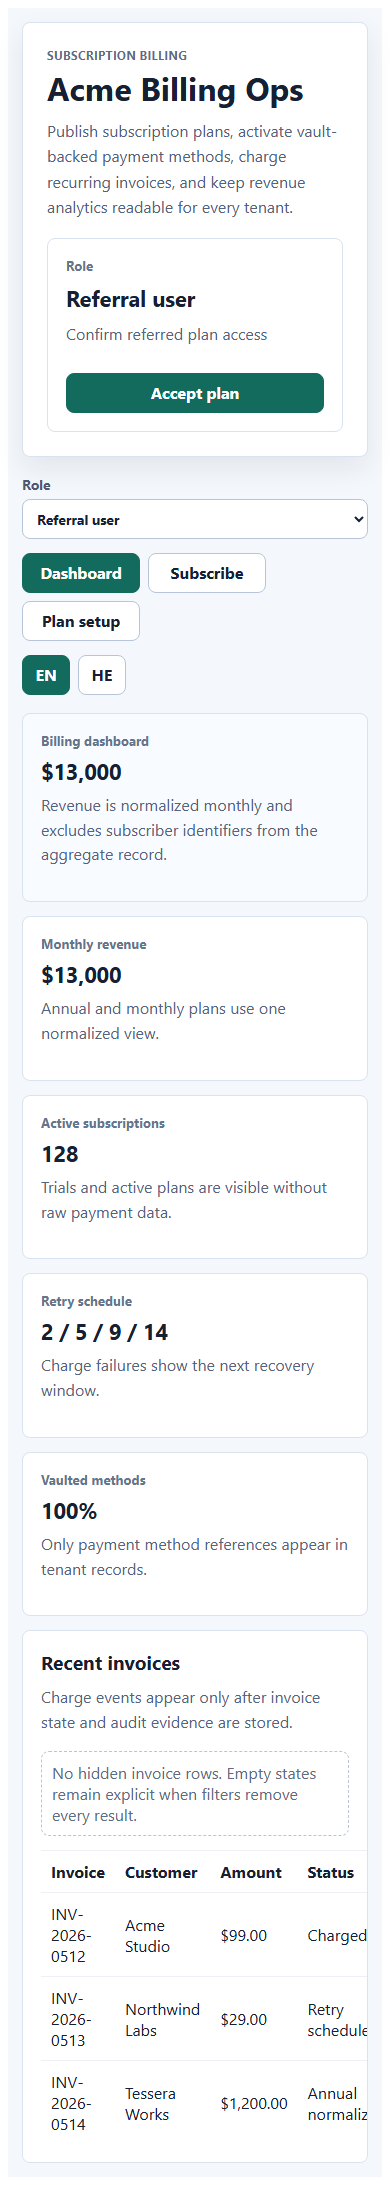 SUBSCRIPTION BILLING
Acme Billing Ops
Publish subscription plans, activate vault-
backed payment methods, charge
recurring invoices, and keep revenue
analytics readable for every tenant.
Role
Referral user
Confirm referred plan access
Accept plan
Role
Referral user
Dashboard Subscribe
Plan setup
EN HE
Billing dashboard
$13,000
Revenue is normalized monthly and
excludes subscriber identifiers from the
aggregate record.
Monthly revenue
$13,000
Annual and monthly plans use one
normalized view.
Active subscriptions
128
Trials and active plans are visible without
raw payment data.
Retry schedule
2 / 5 / 9 / 14
Charge failures show the next recovery
window.
Vaulted methods
100%
Only payment method references appear in
tenant records.
Recent invoices
Charge events appear only after invoice
state and audit evidence are stored.
No hidden invoice rows. Empty states
remain explicit when filters remove
every result.
Invoice Customer Amount Status
INV-
2026-
0512
Acme
Studio
$99.00
Charged
INV-
2026-
0513
Northwind
Labs
$29.00
Retry
schedule
INV-
2026-
0514
Tessera
Works
$1,200.00
Annual
normaliz